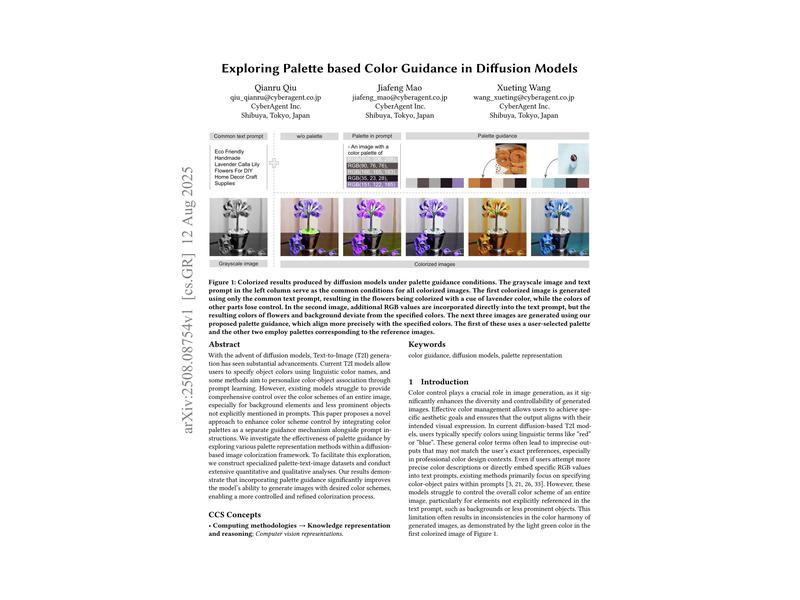 Exploring Palette based Color Guidance in Diffusion Models
Qianru Qiu
qiu_qianru@cyberagent.co.jp
CyberAgent Inc.
Shibuya, Tokyo, Japan
Jiafeng Mao
jiafeng_mao@cyberagent.co.jp
CyberAgent Inc.
Shibuya, Tokyo, Japan
Xueting Wang
wang_xueting@cyberagent.co.jp
CyberAgent Inc.
Shibuya, Tokyo, Japan
arXiv:2508.08754v1 [cs.GR] 12 Aug 2025
Common text prompt
w/o palette
Palette in prompt
Palette guidance
Eco Friendly
Handmade
Lavender Calla Lily
Flowers For DIY
Home Decor Craft
Supplies
- An image with a
color palette of
RGB(90, 76, 76),
RGB(35, 23, 28),
RGB(151, 122, 185)
Grayscale image
Colorized images
Figure 1: Colorized results produced by diffusion models under palette guidance conditions. The grayscale image and text
prompt in the left column serve as the common conditions for all colorized images. The first colorized image is generated
using only the common text prompt, resulting in the flowers being colorized with a cue of lavender color, while the colors of
other parts lose control. In the second image, additional RGB values are incorporated directly into the text prompt, but the
resulting colors of flowers and background deviate from the specified colors. The next three images are generated using our
proposed palette guidance, which align more precisely with the specified colors. The first of these uses a user-selected palette
and the other two employ palettes corresponding to the reference images.
Abstract
With the advent of diffusion models, Text-to-Image (T2I) genera-
tion has seen substantial advancements. Current T2I models allow
users to specify object colors using linguistic color names, and
some methods aim to personalize color-object association through
prompt learning. However, existing models struggle to provide
comprehensive control over the color schemes of an entire image,
especially for background elements and less prominent objects
not explicitly mentioned in prompts. This paper proposes a novel
approach to enhance color scheme control by integrating color
palettes as a separate guidance mechanism alongside prompt in-
structions. We investigate the effectiveness of palette guidance by
exploring various palette representation methods within a diffusion-
based image colorization framework. To facilitate this exploration,
we construct specialized palette-text-image datasets and conduct
extensive quantitative and qualitative analyses. Our results demon-
strate that incorporating palette guidance significantly improves
the model's ability to generate images with desired color schemes,
enabling a more controlled and refined colorization process.
CCS Concepts
• Computing methodologies → Knowledge representation
and reasoning; Computer vision representations.
Keywords
color guidance, diffusion models, palette representation
1 Introduction
Color control plays a crucial role in image generation, as it sig-
nificantly enhances the diversity and controllability of generated
images. Effective color management allows users to achieve spe-
cific aesthetic goals and ensures that the output aligns with their
intended visual expression. In current diffusion-based T2I mod-
els, users typically specify colors using linguistic terms like "red"
or "blue". These general color terms often lead to imprecise out-
puts that may not match the user's exact preferences, especially
in professional color design contexts. Even if users attempt more
precise color descriptions or directly embed specific RGB values
into text prompts, existing methods primarily focus on specifying
color-object pairs within prompts [3, 21, 26, 33]. However, these
models struggle to control the overall color scheme of an entire
image, particularly for elements not explicitly referenced in the
text prompt, such as backgrounds or less prominent objects. This
limitation often results in inconsistencies in the color harmony of
generated images, as demonstrated by the light green color in the
first colorized image of Figure 1.